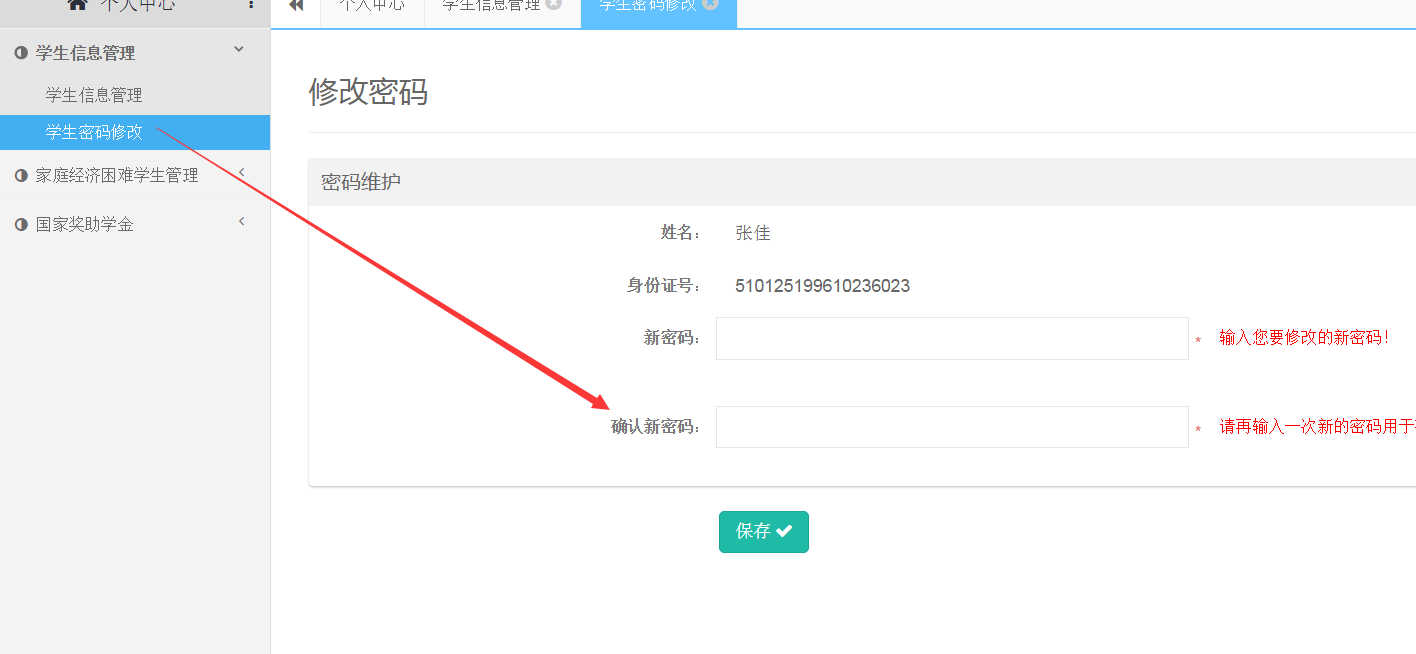 个人中心
个人中心 学生信息管理 学生密码修改
学生信息管理
学生信息管理
学生密码修改
家庭经济困难学生管理
国家奖助学金
修改密码
密码维护
姓名： 张佳
身份证号： 510125199610236023
新密码： * 输入您要修改的新密码！
确认新密码： * 请再输入一次新的密码用于
保存